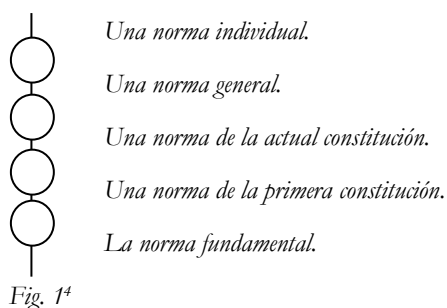 Una norma individual.
Una norma general.
Una norma de la actual constitución.
Una norma de la primera constitución.
La norma fundamental.
Fig. 1⁴